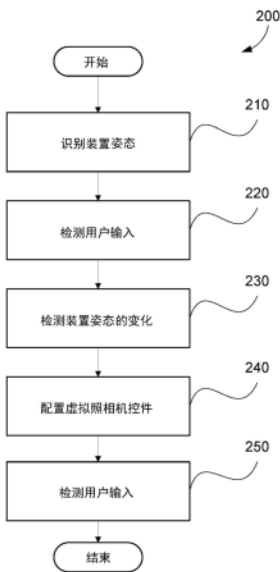 200
开始
210
识别装置姿态
220
检测用户输入
230
检测装置姿态的变化
240
配置虚拟照相机控件
250
检测用户输入
结束